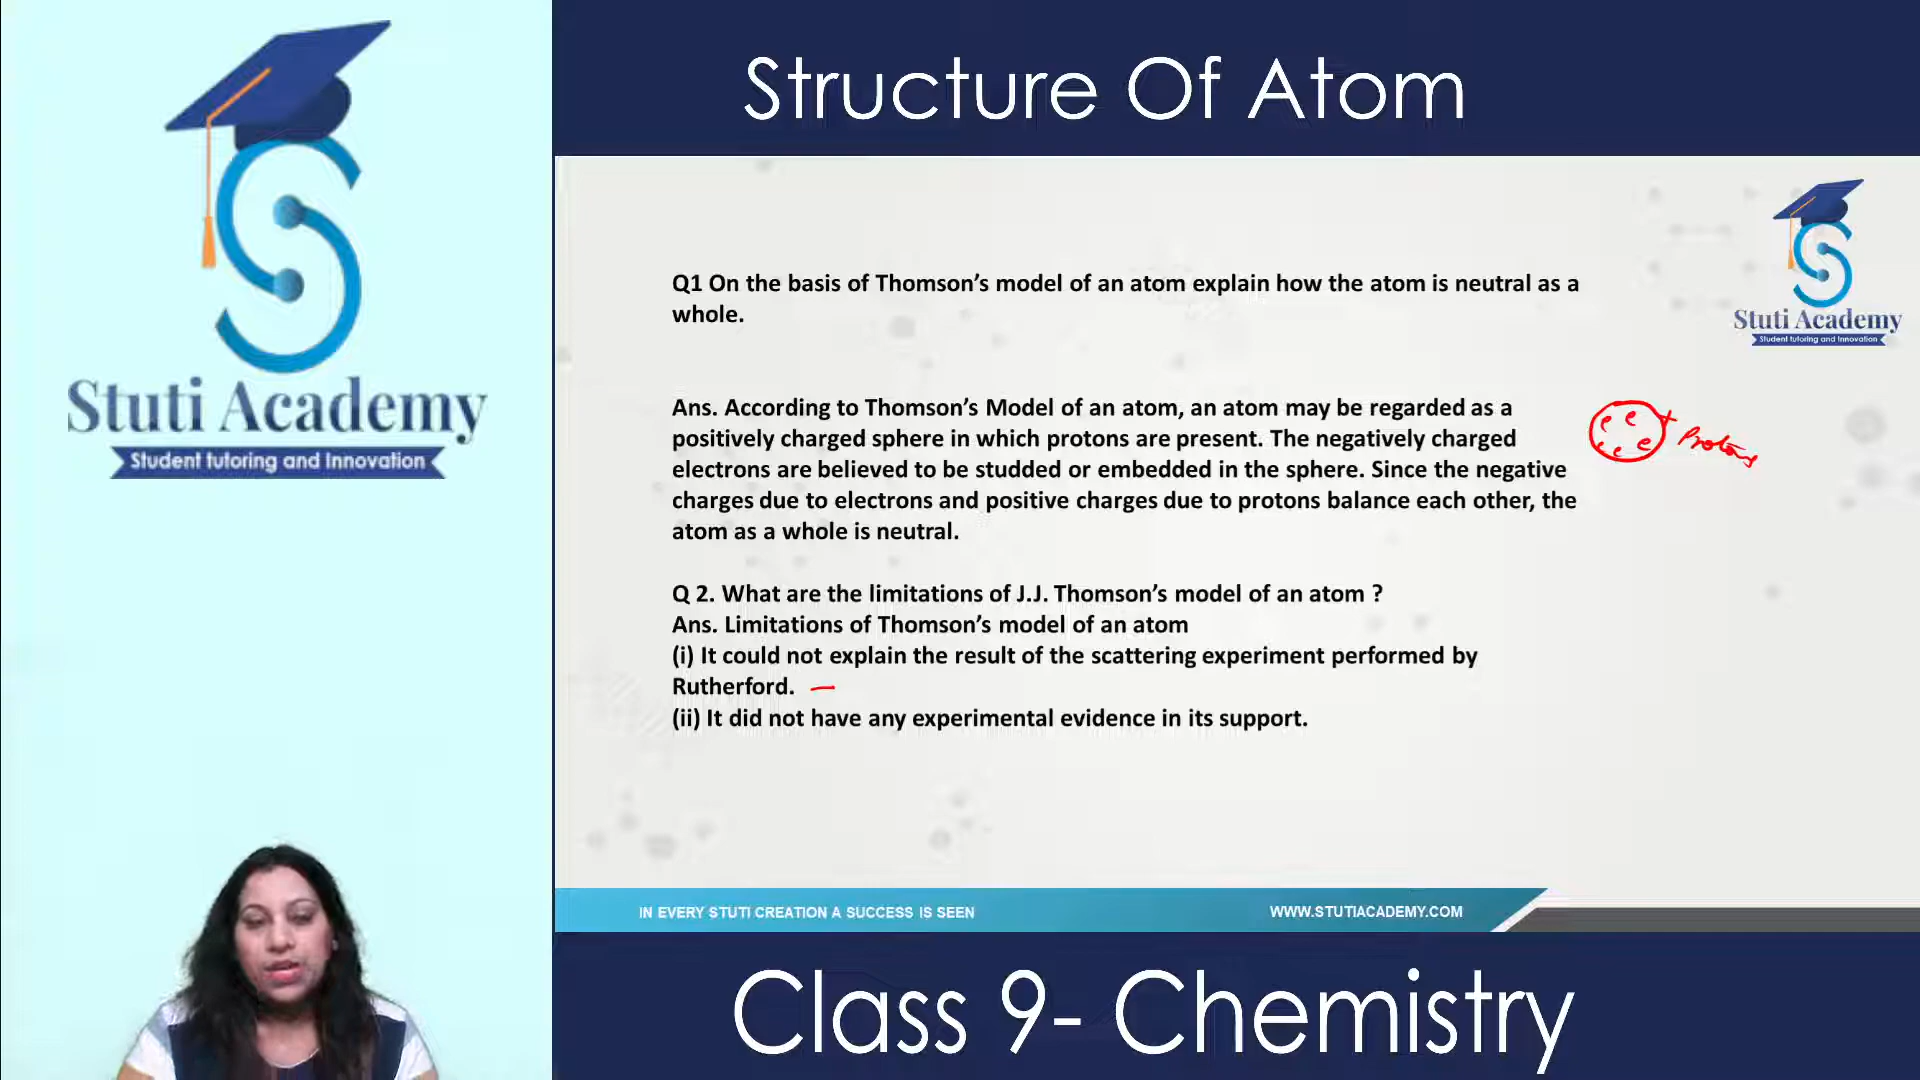 Structure Of Atom
Stuti Academy
Student tutoring and Innovation
Stuti Academy
Student tutoring and Innovation
Q1 On the basis of Thomson’s model of an atom explain how the atom is neutral as a
whole.
Ans. According to Thomson’s Model of an atom, an atom may be regarded as a
positively charged sphere in which protons are present. The negatively charged
electrons are believed to be studded or embedded in the sphere. Since the negative
charges due to electrons and positive charges due to protons balance each other, the
atom as a whole is neutral.
e e + Protons
e e e
Q 2. What are the limitations of J.J. Thomson’s model of an atom ?
Ans. Limitations of Thomson’s model of an atom
(i) It could not explain the result of the scattering experiment performed by
Rutherford. –
(ii) It did not have any experimental evidence in its support.
IN EVERY STUTI CREATION A SUCCESS IS SEEN
WWW.STUTIACADEMY.COM
Class 9- Chemistry